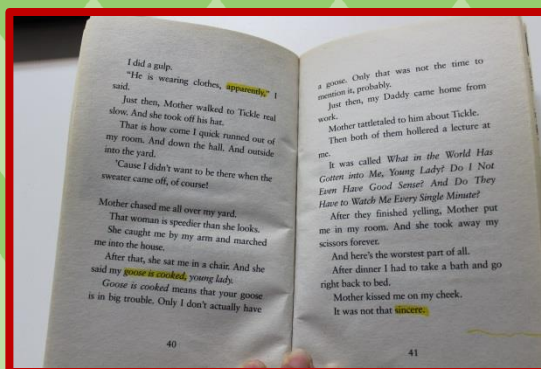 I did a gulp.
"He is wearing clothes, apparently," I
said.
Just then, Mother walked to Tickle real
slow. And she took off his hat.
That is how come I quick runned out of
my room. And down the hall. And outside
into the yard.
'Cause I didn't want to be there when the
sweater came off, of course!
Mother chased me all over my yard.
That woman is speedier than she looks.
She caught me by my arm and marched
me into the house.
After that, she sat me in a chair. And she
said my goose is cooked, young lady.
Goose is cooked means that your goose
is in big trouble. Only I don't actually have
40
a goose. Only that was not the time to
mention it, probably.
Just then, my Daddy came home from
work.
Mother tattletaled to him about Tickle.
Then both of them hollered a lecture at
me.
It was called What in the World Has
Gotten into Me, Young Lady? Do I Not
Even Have Good Sense? And Do They
Have to Watch Me Every Single Minute?
After they finished yelling, Mother put
me in my room. And she took away my
scissors forever.
And here's the worstest part of all.
After dinner I had to take a bath and go
right back to bed.
Mother kissed me on my cheek.
It was not that sincere.
41